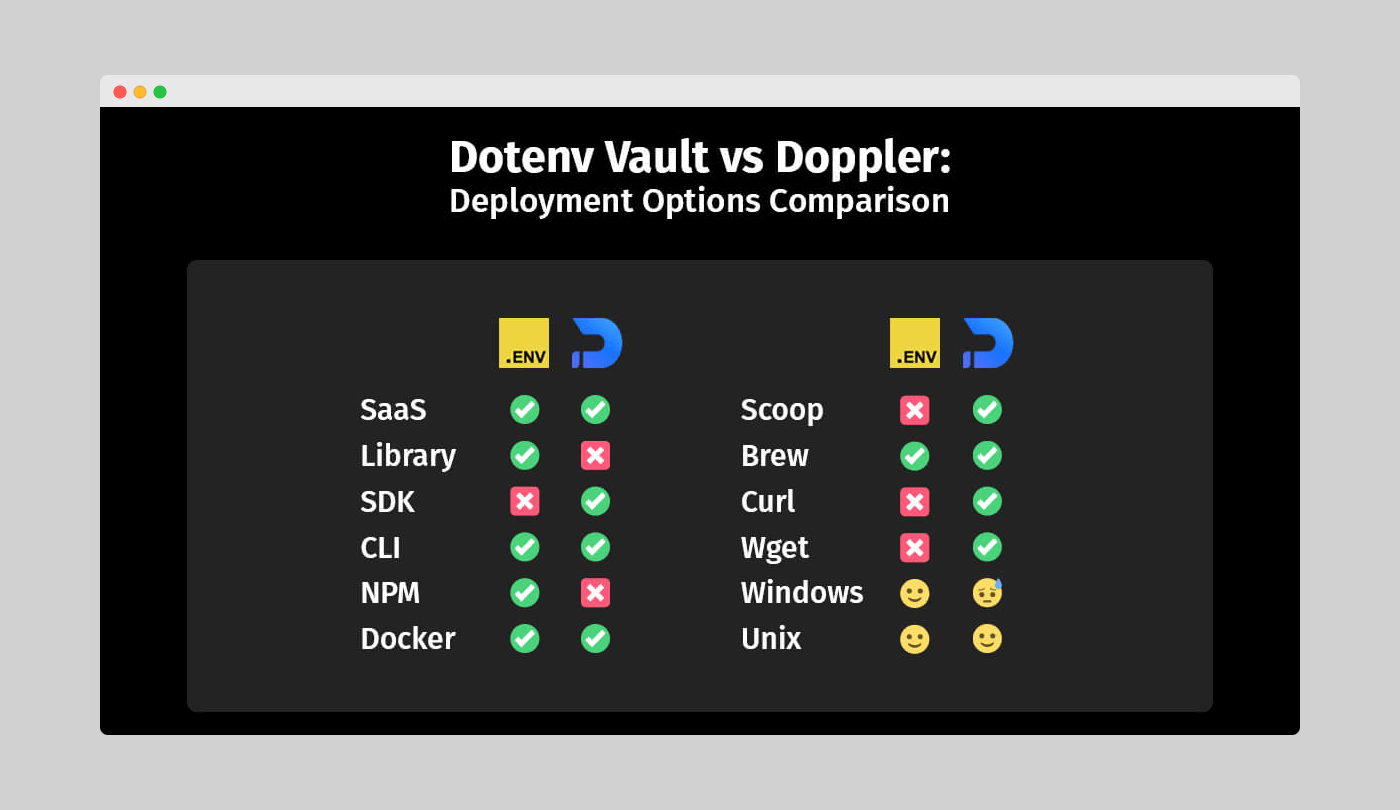 Dotenv Vault vs Doppler:
Deployment Options Comparison
.ENV
.ENV
SaaS
Library
SDK
CLI
NPM
Docker
Scoop
Brew
Curl
Wget
Windows
Unix